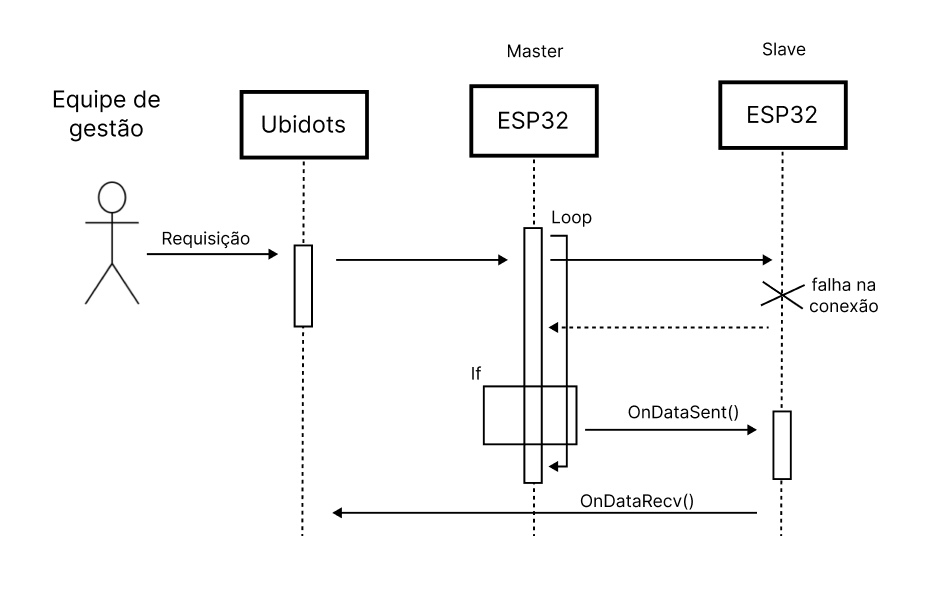 Master
Slave
Equipe de
gestão
Ubidots
ESP32
ESP32
Loop
Requisição
falha na
conexão
If
OnDataSent()
OnDataRecv()